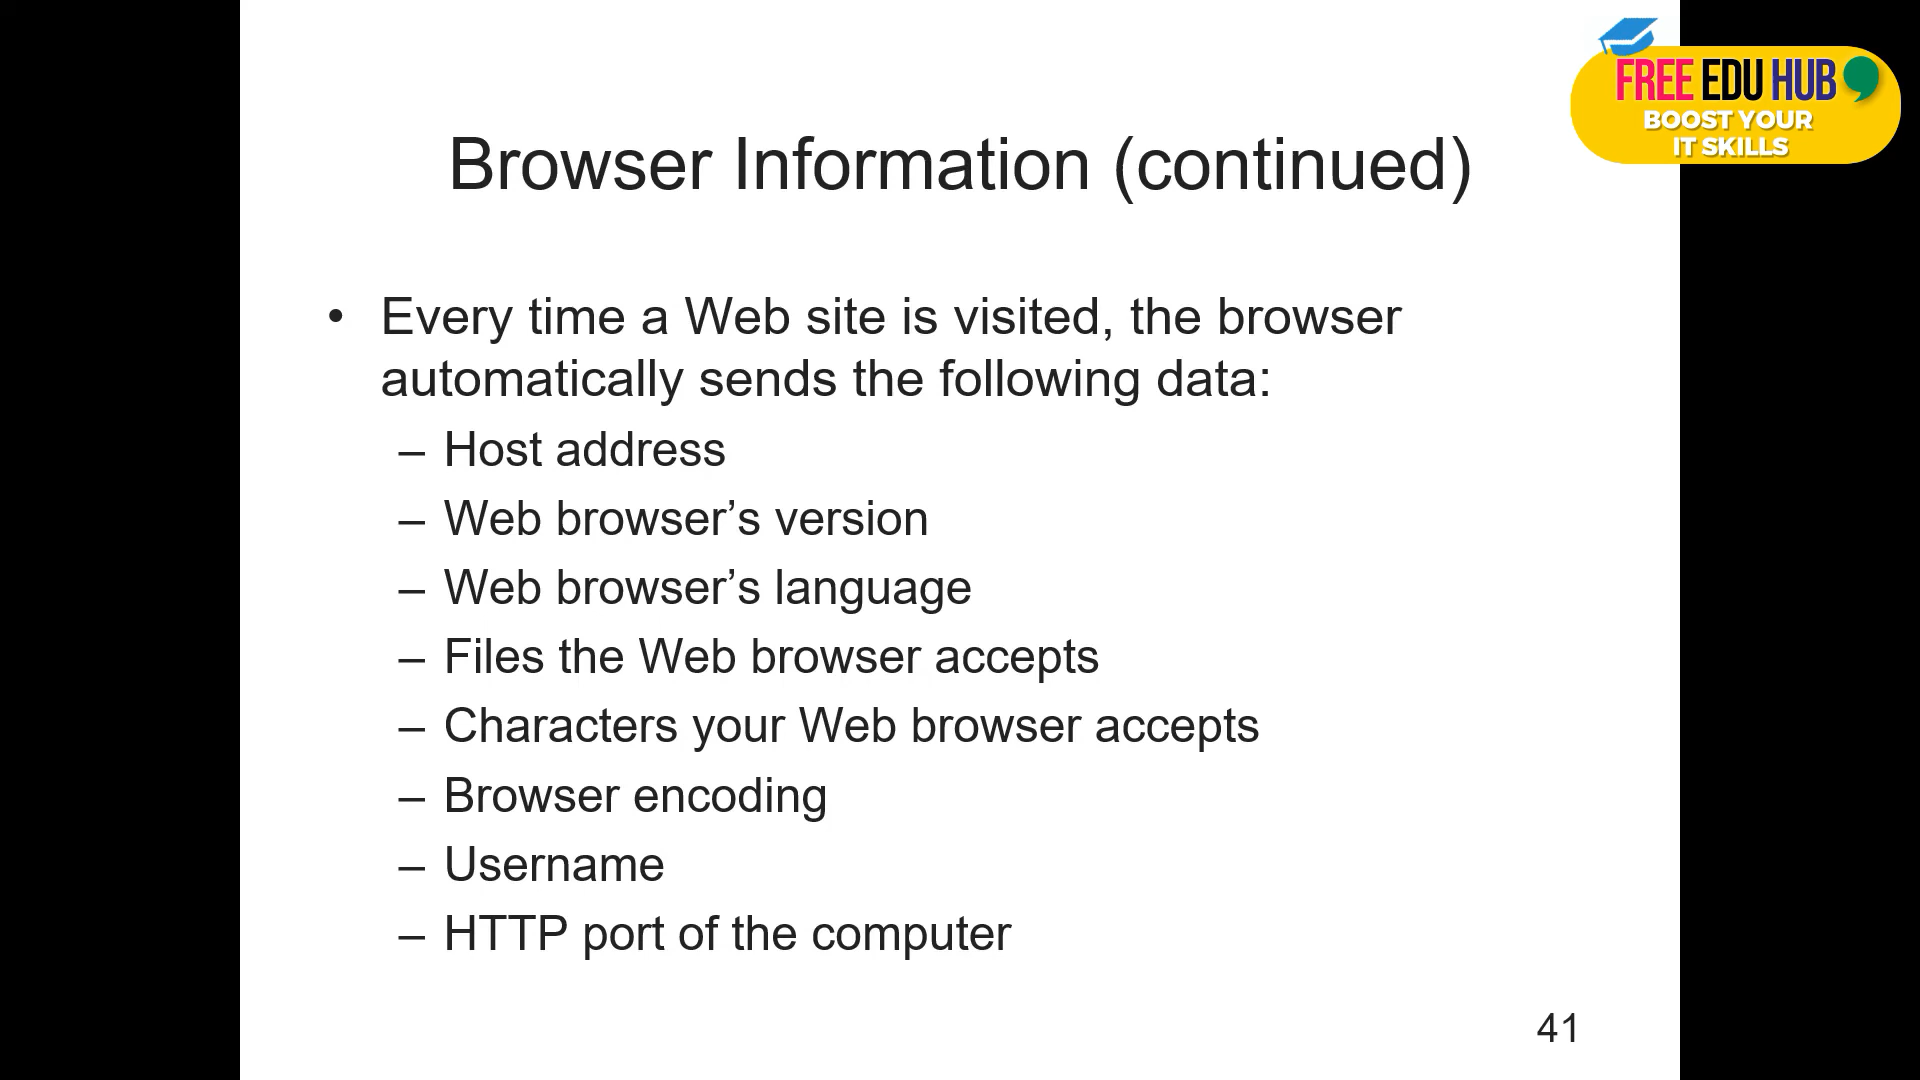 FREE EDU HUB
BOOST YOUR
IT SKILLS
Browser Information (continued)
• Every time a Web site is visited, the browser
automatically sends the following data:
– Host address
– Web browser’s version
– Web browser’s language
– Files the Web browser accepts
– Characters your Web browser accepts
– Browser encoding
– Username
– HTTP port of the computer
41